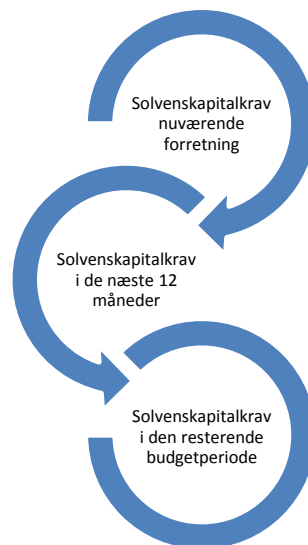 Solvenskapitalkrav
nuværende
forretning
Solvenskapitalkrav
i de næste 12
måneder
Solvenskapitalkrav
i den resterende
budgetperiode